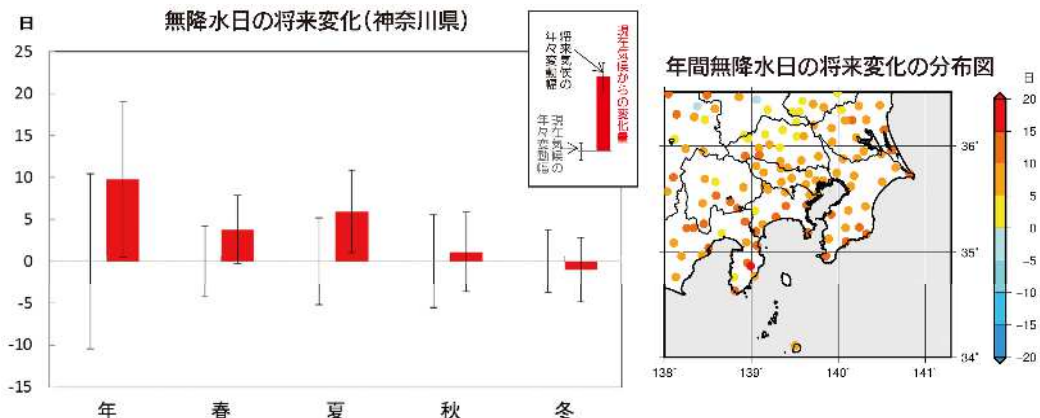 無降水日の将来変化(神奈川県)
日
25
20
15
10
5
0
-5
-10
-15
年
春
夏
秋
冬
現在気候からの変化量
将来気候の
年々変動幅
現在気候の
年々変動幅
年間無降水日の将来変化の分布図
日
20
15
10
5
0
-5
-10
-15
-20
36°
35°
34°
138°
139°
140°
141°